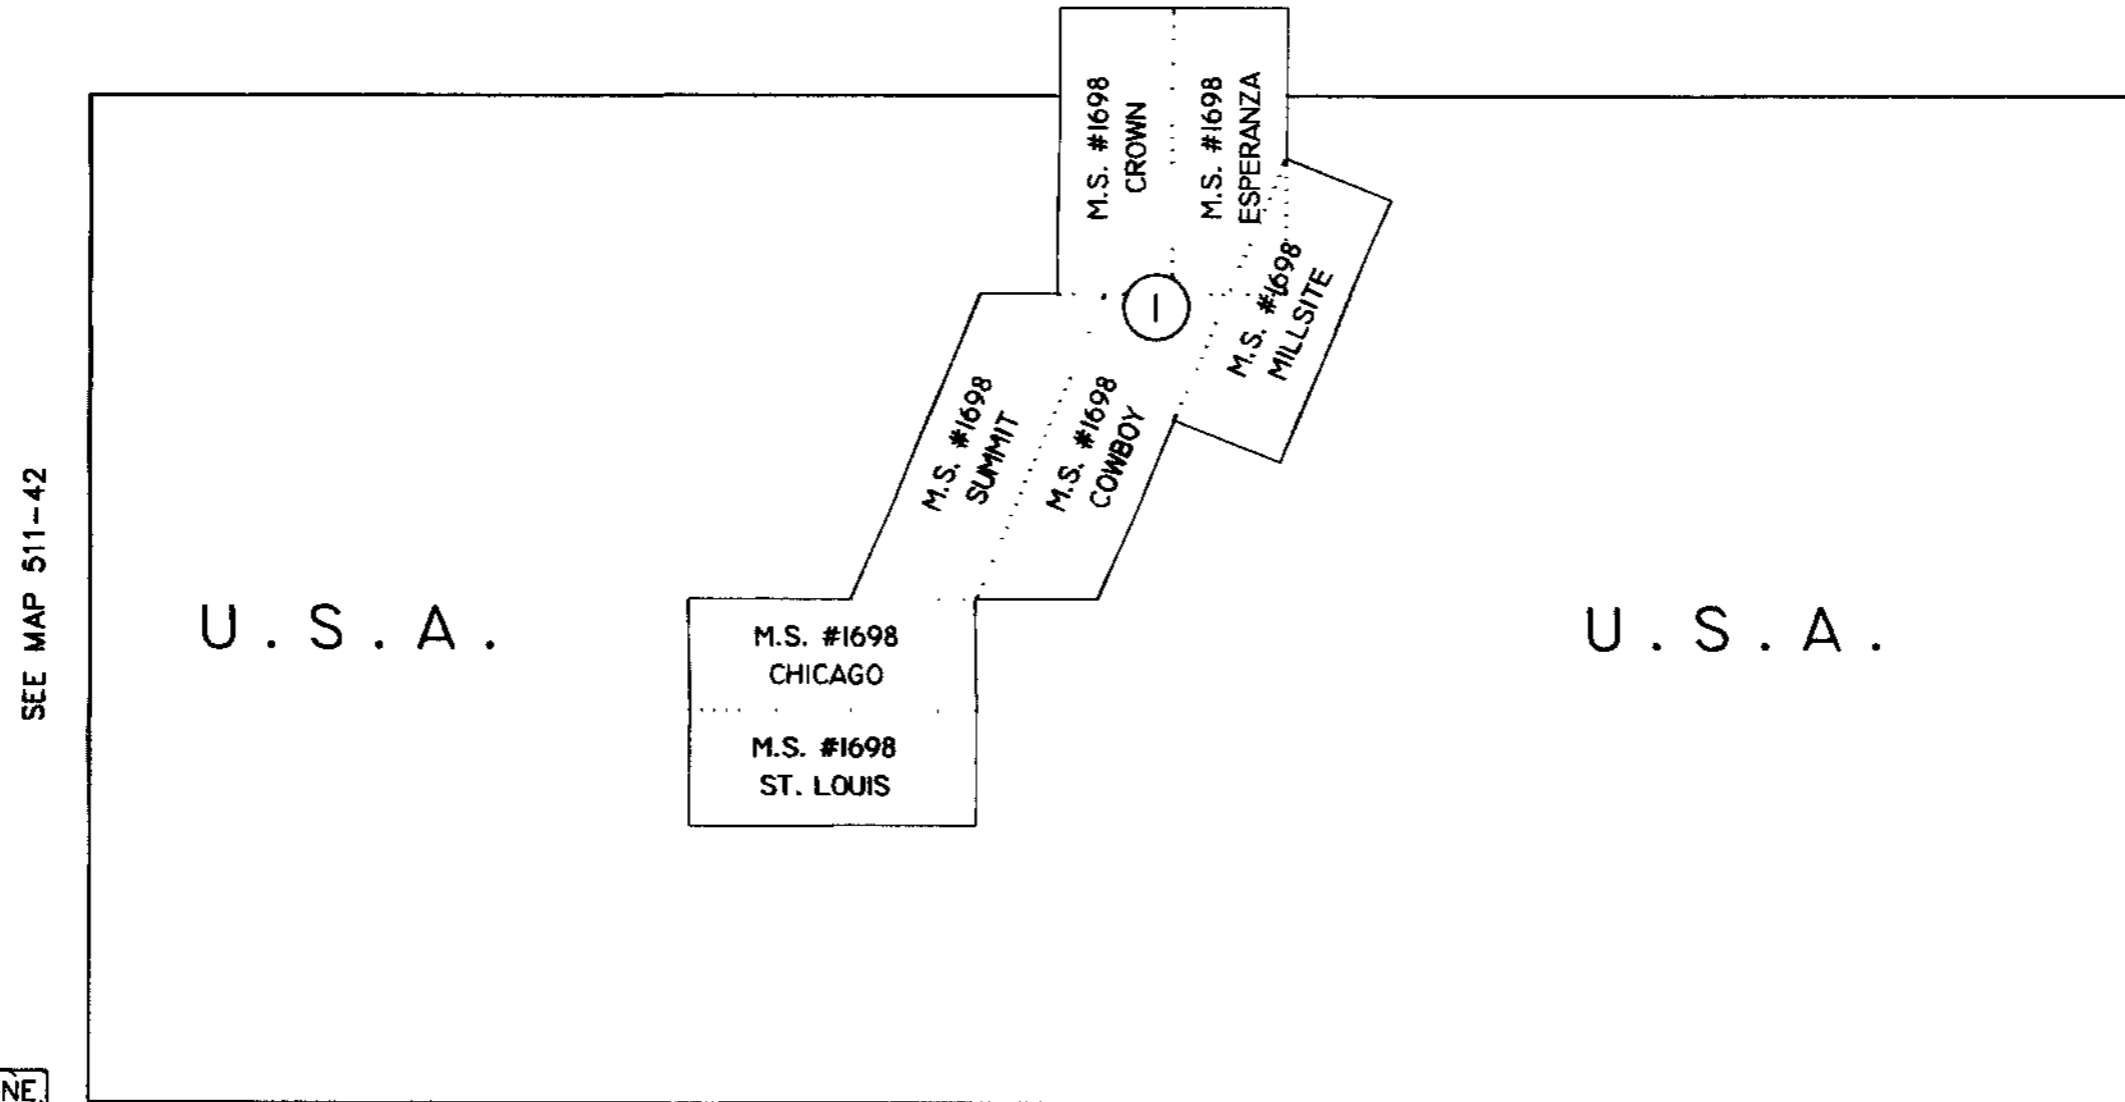 M.S. #1698
CROWN
M.S. #1698
ESPERANZA
M.S. #1698
MILLSITE
1
M.S. #1698
SUMMIT
M.S. #1698
COWBOY
SEE MAP 511-42
U.S.A.
U.S.A.
M.S. #1698
CHICAGO
M.S. #1698
ST. LOUIS
NE